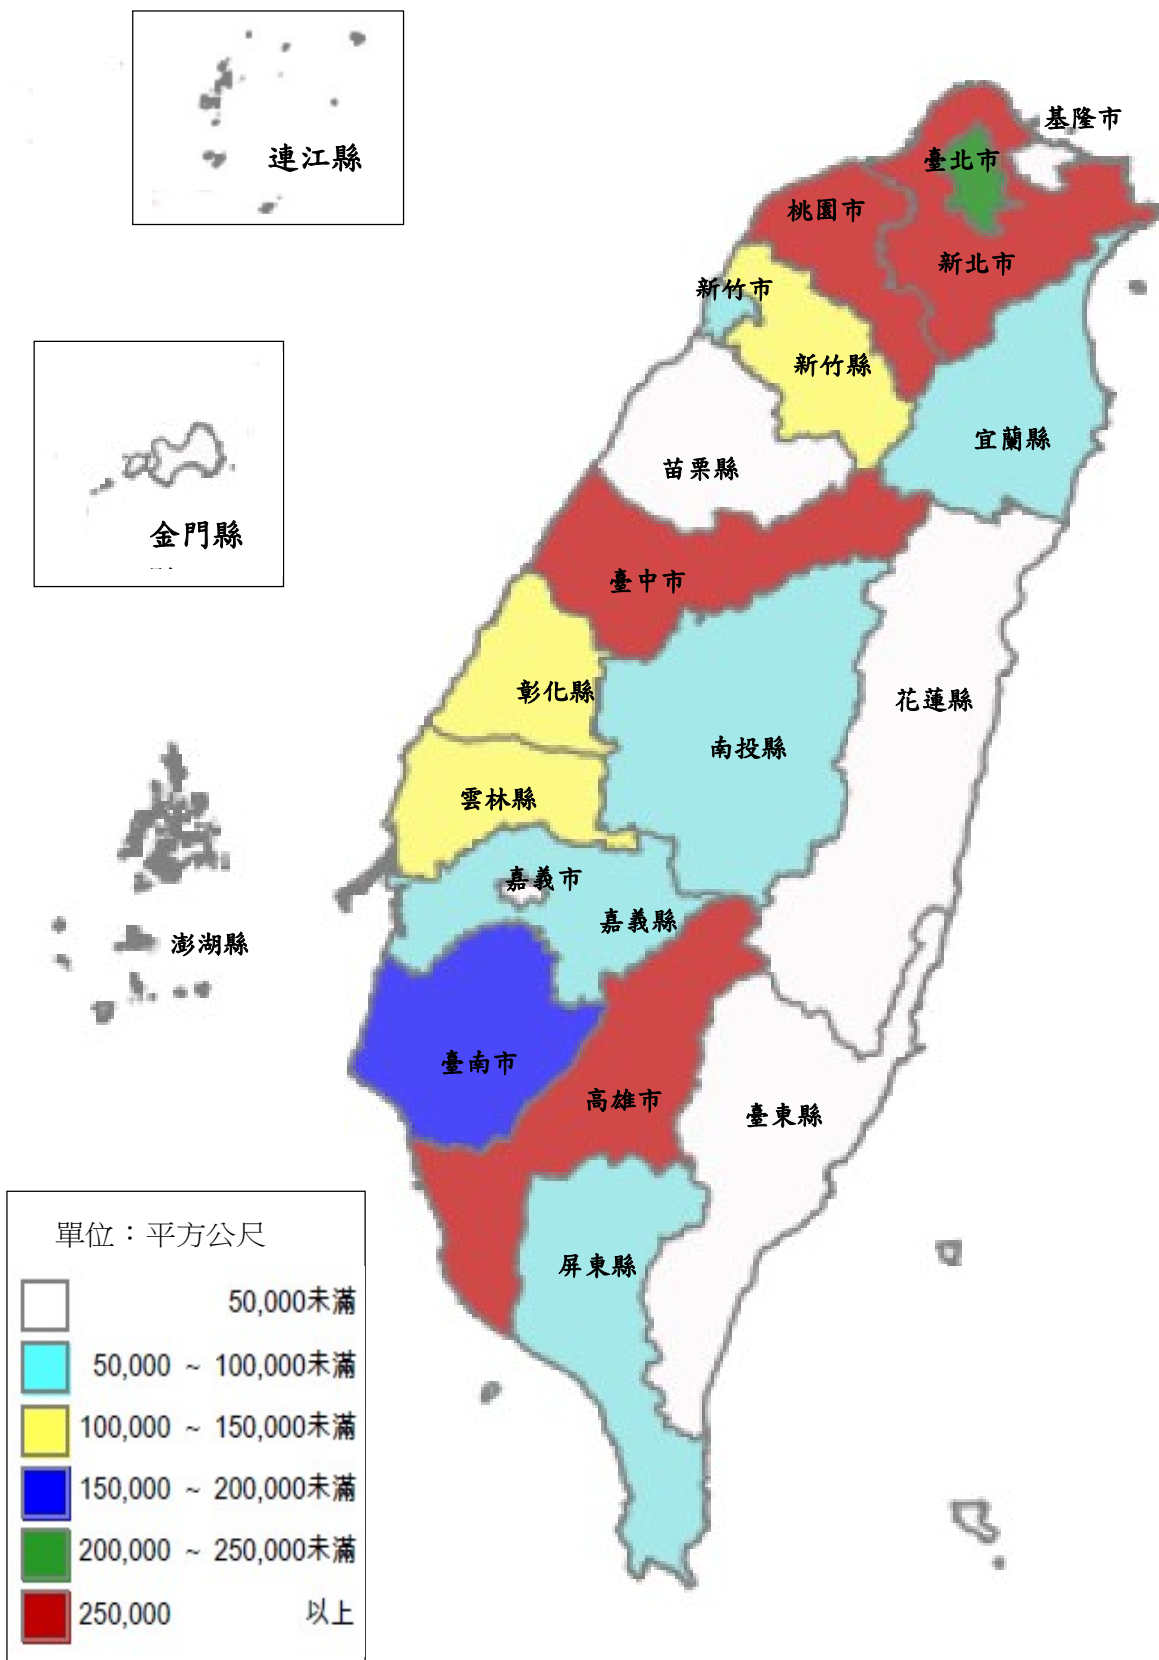 連江縣
基隆市
臺北市
桃園市
新北市
新竹市
新竹縣
宜蘭縣
苗栗縣
金門縣
臺中市
彰化縣
花蓮縣
南投縣
雲林縣
嘉義市
嘉義縣
澎湖縣
臺南市
高雄市
臺東縣
屏東縣
單位：平方公尺
50,000未滿
50,000 ~ 100,000未滿
100,000 ~ 150,000未滿
150,000 ~ 200,000未滿
200,000 ~ 250,000未滿
250,000 以上